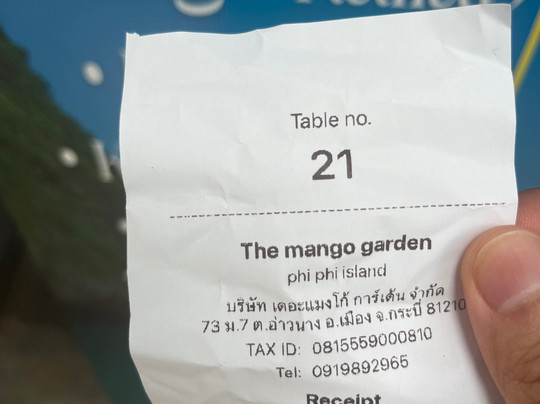 Table no.
21
The mango garden
phi phi island
บริษัท เดอะแมงโก้ การ์เด้น จำกัด
73 ม.7 ต.อ่าวนาง อ.เมือง จ.กระบี่ 81210
TAX ID: 0815559000810
Tel: 0919892965
Receipt